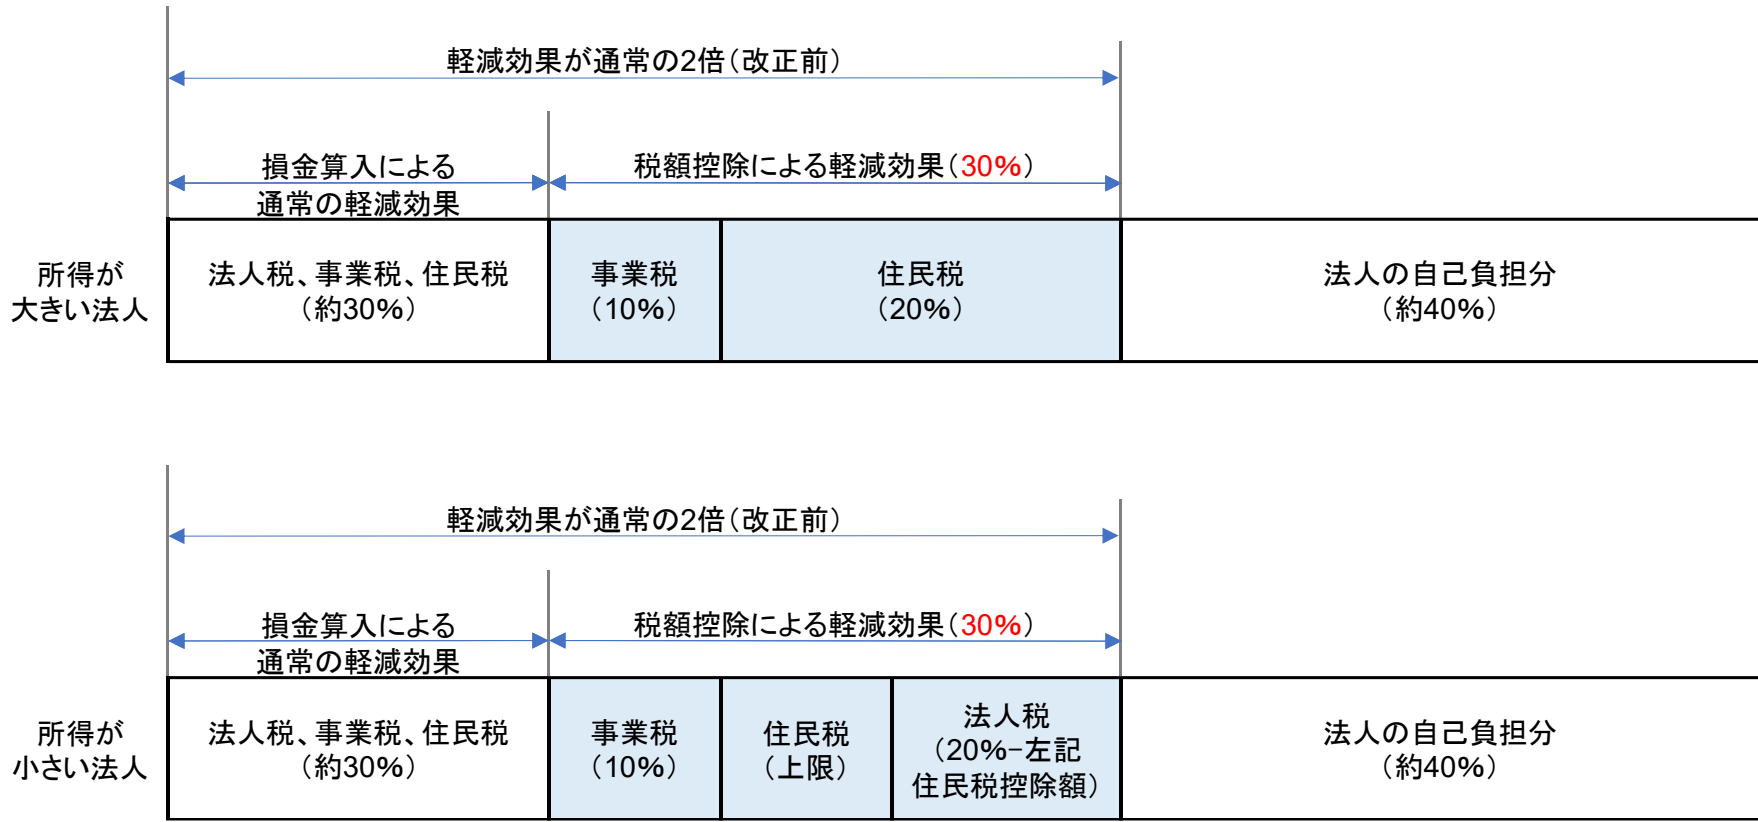 軽減効果が通常の2倍（改正前）
損金算入による
通常の軽減効果
税額控除による軽減効果（30%）
所得が
大きい法人
法人税、事業税、住民税
（約30%）
事業税
（10%）
住民税
（20%）
法人の自己負担分
（約40%）
軽減効果が通常の2倍（改正前）
損金算入による
通常の軽減効果
税額控除による軽減効果（30%）
所得が
小さい法人
法人税、事業税、住民税
（約30%）
事業税
（10%）
住民税
（上限）
法人税
（20%−左記
住民税控除額）
法人の自己負担分
（約40%）